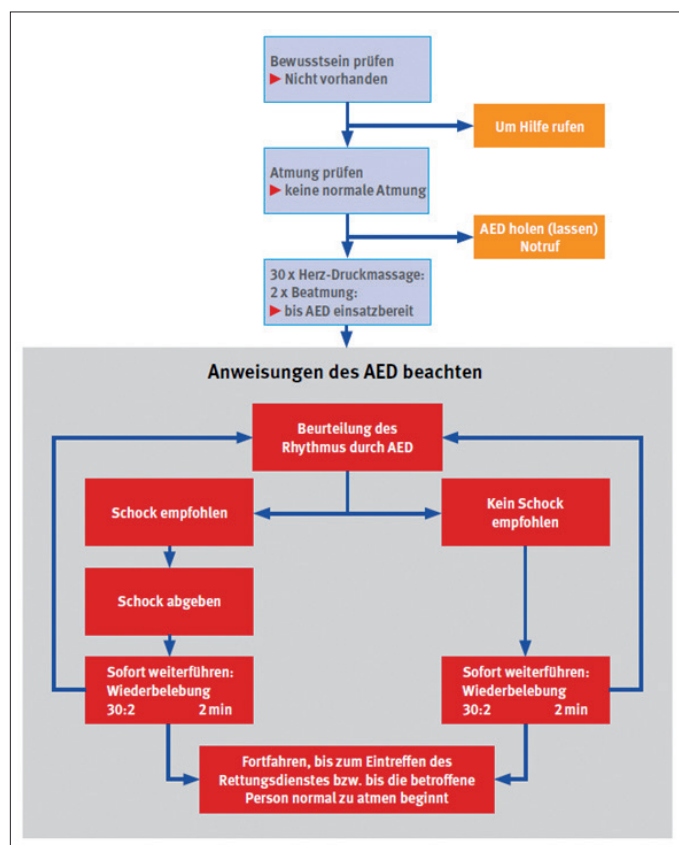 Bewusstsein prüfen
▶ Nicht vorhanden
Um Hilfe rufen
Atmung prüfen
▶ keine normale Atmung
AED holen (lassen)
Notruf
30 x Herz-Druckmassage:
2 x Beatmung:
▶ bis AED einsatzbereit
Anweisungen des AED beachten
Beurteilung des
Rhythmus durch AED
Schock empfohlen
Kein Schock
empfohlen
Schock abgeben
Sofort weiterführen:
Wiederbelebung
30:2 2 min
Sofort weiterführen:
Wiederbelebung
30:2 2 min
Fortfahren, bis zum Eintreffen des
Rettungsdienstes bzw. bis die betroffene
Person normal zu atmen beginnt